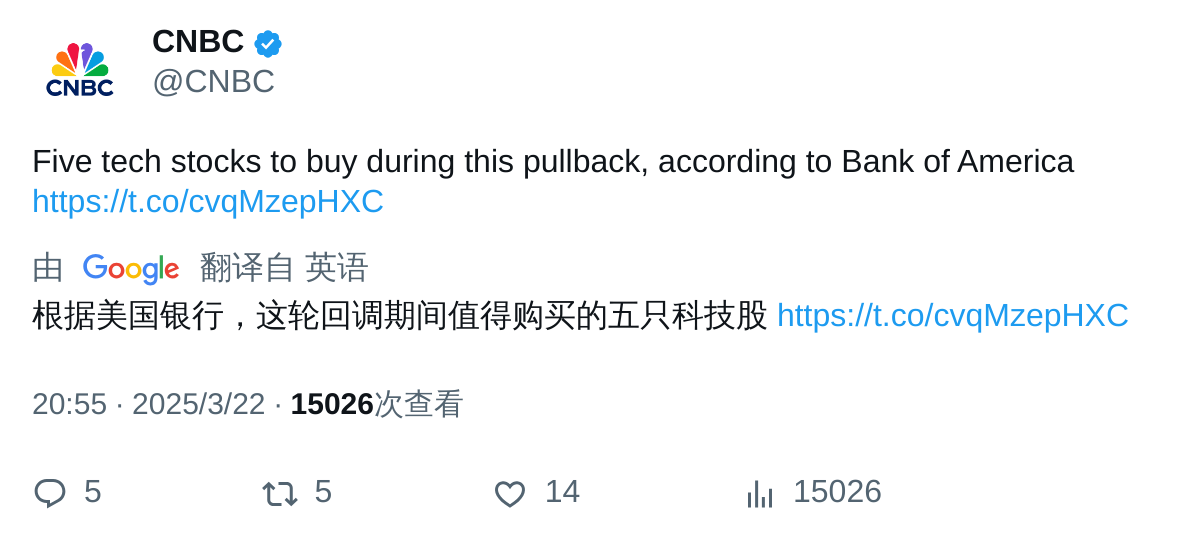 CNBC
CNBC
@CNBC
Five tech stocks to buy during this pullback, according to Bank of America
https://t.co/cvqMzepHXC
由 Google 翻译自 英语
根据美国银行，这轮回调期间值得购买的五只科技股 https://t.co/cvqMzepHXC
20:55 · 2025/3/22 · 15026次查看
5 5 14 15026